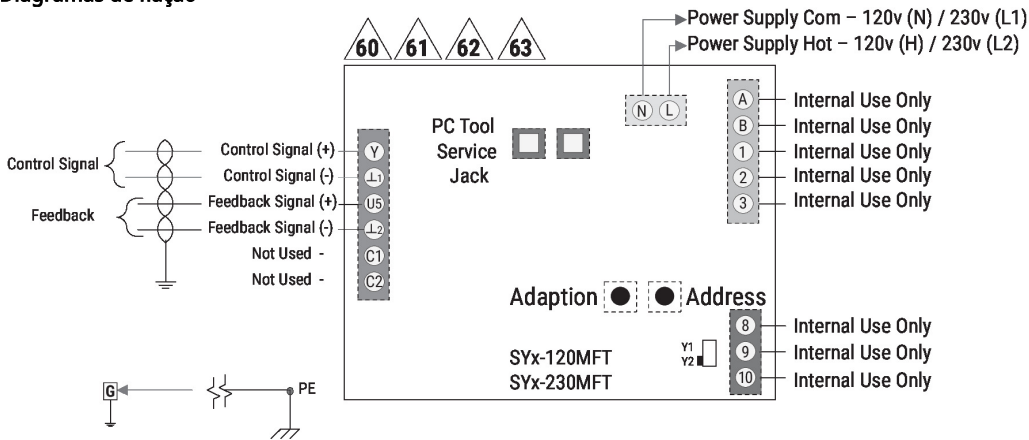 Diagramas de fiação
Power Supply Com – 120v (N) / 230v (L1)
Power Supply Hot – 120v (H) / 230v (L2)
60 61 62 63
N L
PC Tool
Service
Jack
A Internal Use Only
B Internal Use Only
1 Internal Use Only
2 Internal Use Only
3 Internal Use Only
Control Signal
Feedback
Control Signal (+) Y
Control Signal (-) ⊥1
Feedback Signal (+) U5
Feedback Signal (-) ⊥2
Not Used - C1
Not Used - C2
Adaption Address
SYx-120MFT
SYx-230MFT
Y1
Y2
8 Internal Use Only
9 Internal Use Only
10 Internal Use Only
G PE